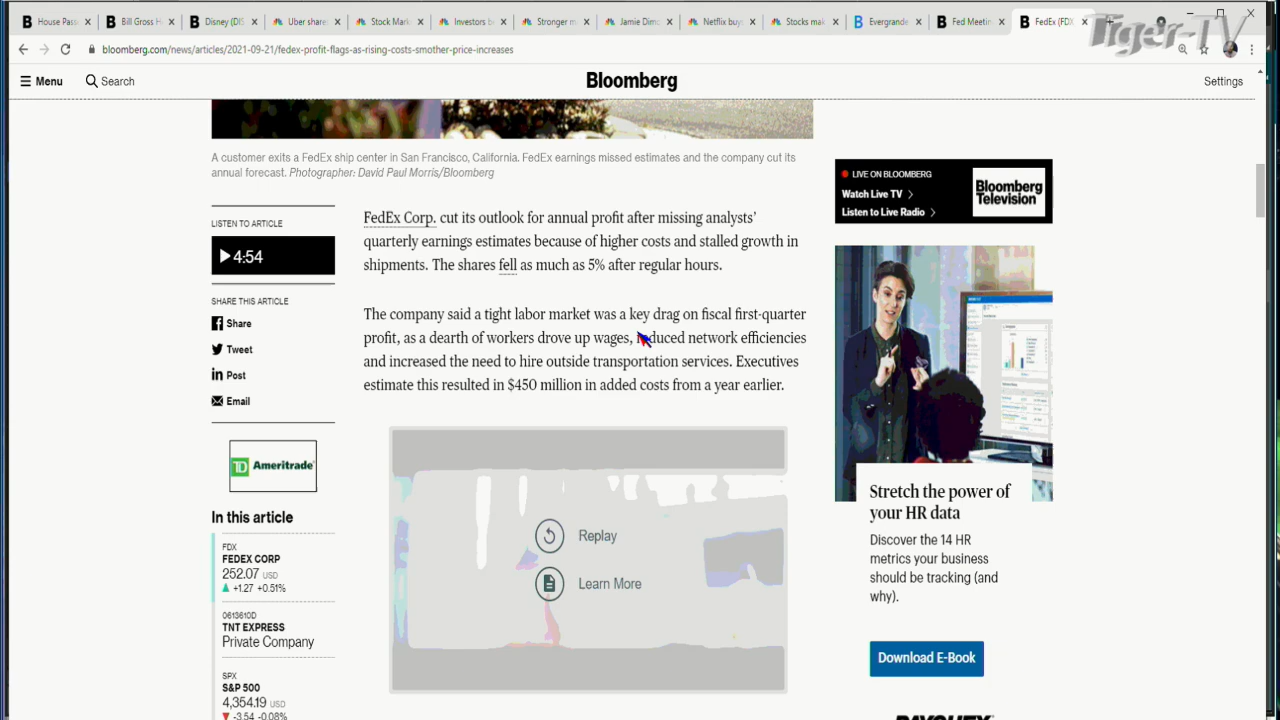 House Pass
Bill Gross H
Disney (DIS
Uber share
Stock Mark
Investors b
Stronger m
Jamie Dim
Netflix buy
Stocks mak
Evergrande
Fed Meetin
FedEx (FDX
Tiger-TV
bloomberg.com/news/articles/2021-09-21/fedex-profit-flags-as-rising-costs-smother-price-increases
Menu
Search
Bloomberg
Settings
A customer exits a FedEx ship center in San Francisco, California. FedEx earnings missed estimates and the company cut its
annual forecast. Photographer: David Paul Morris/Bloomberg
LISTEN TO ARTICLE
4:54
SHARE THIS ARTICLE
Share
Tweet
Post
Email
TD Ameritrade
In this article
FDX
FEDEX CORP
252.07 USD
+1.27 +0.51%
0613610D
TNT EXPRESS
Private Company
SPX
S&P 500
4,354.19 USD
-3.54 -0.08%
FedEx Corp. cut its outlook for annual profit after missing analysts'
quarterly earnings estimates because of higher costs and stalled growth in
shipments. The shares fell as much as 5% after regular hours.
The company said a tight labor market was a key drag on fiscal first-quarter
profit, as a dearth of workers drove up wages, reduced network efficiencies
and increased the need to hire outside transportation services. Executives
estimate this resulted in $450 million in added costs from a year earlier.
Replay
Learn More
LIVE ON BLOOMBERG
Watch Live TV
Listen to Live Radio
Bloomberg
Television
Stretch the power of
your HR data
Discover the 14 HR
metrics your business
should be tracking (and
why).
Download E-Book
PAYCHEX